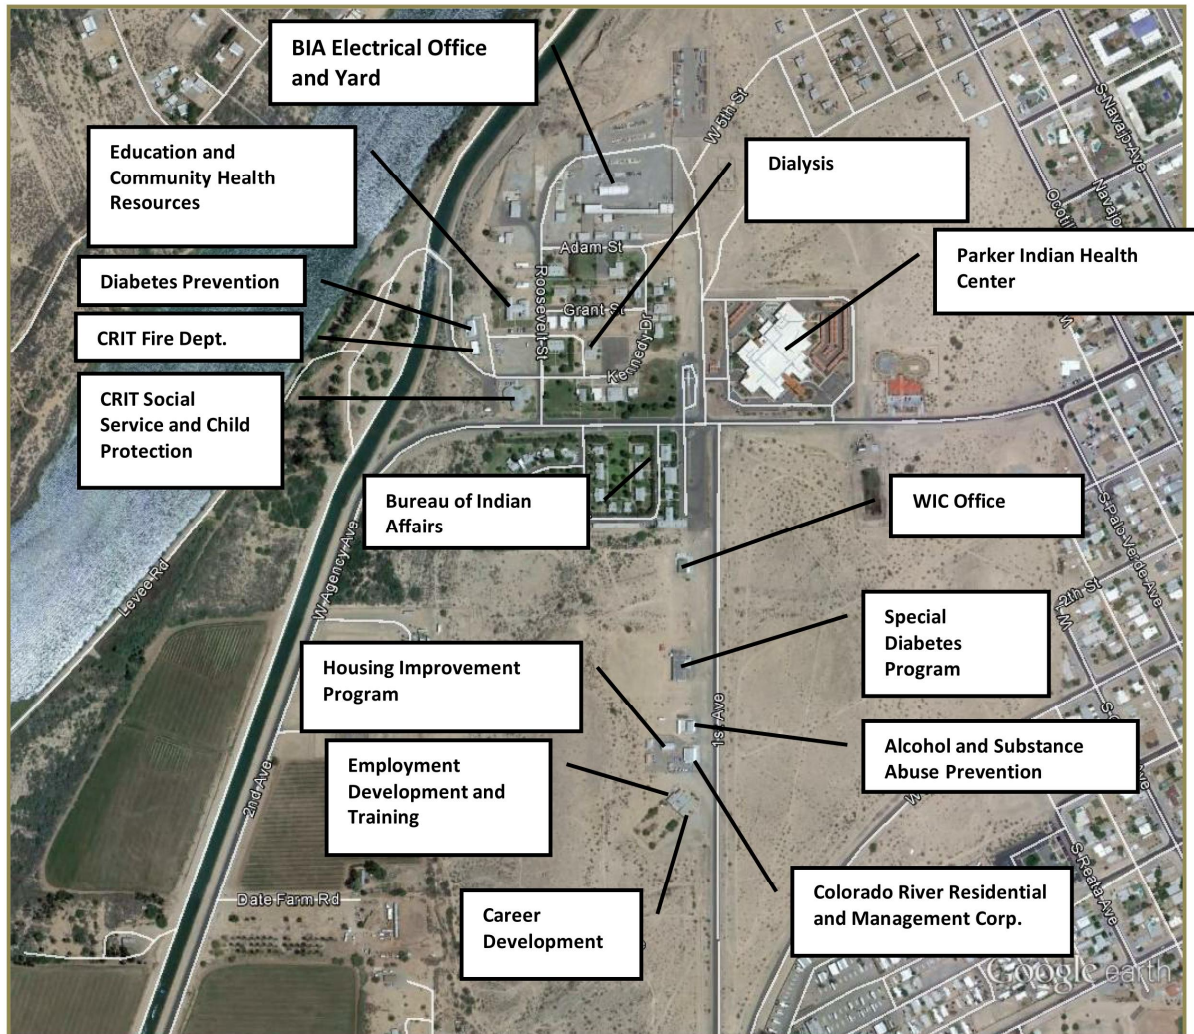 BIA Electrical Office
and Yard
W 5th St
S Navajo Ave
Education and
Community Health
Resources
Dialysis
Navajo
Ocotil
Adam St
Parker Indian Health
Center
Diabetes Prevention
Roosevelt St
Grant St
Kennedy Dr
CRIT Fire Dept.
CRIT Social
Service and Child
Protection
Bureau of Indian
Affairs
WIC Office
S Palo Verde Ave
W Agency Ave
Levee Rd
12th St
Special
Diabetes
Program
Housing Improvement
Program
1st Ave
Alcohol and Substance
Abuse Prevention
Employment
Development and
Training
2nd Ave
S Reata Ave
Date Farm Rd
Career
Development
Colorado River Residential
and Management Corp.
Google earth